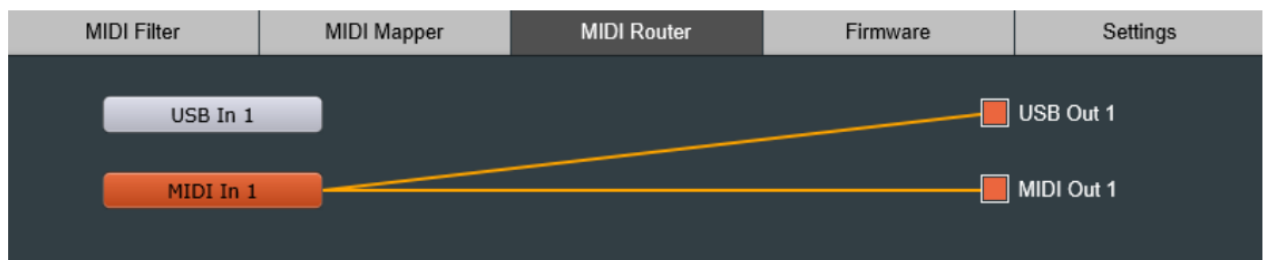 MIDI Filter
MIDI Mapper
MIDI Router
Firmware
Settings
USB In 1
USB Out 1
MIDI In 1
MIDI Out 1